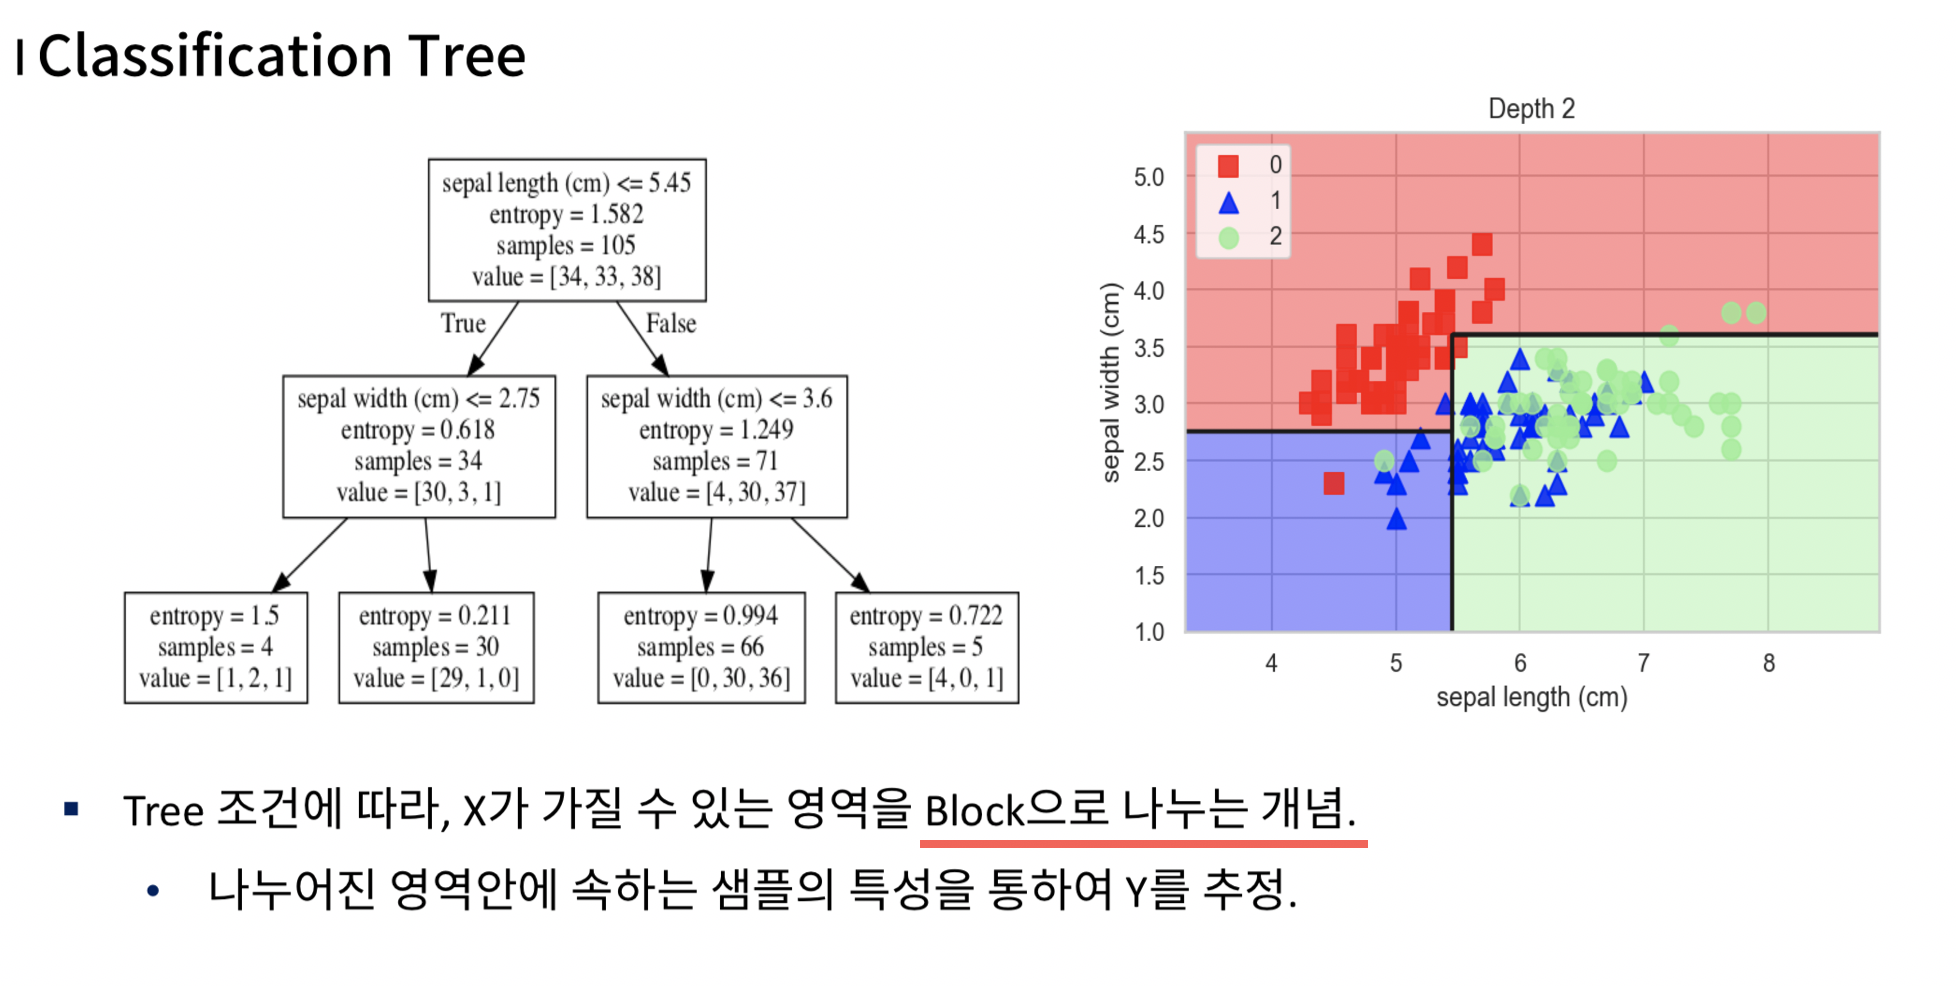 Classification Tree
sepal length (cm) <= 5.45
entropy = 1.582
samples = 105
value = [34, 33, 38]
True
False
sepal width (cm) <= 2.75
entropy = 0.618
samples = 34
value = [30, 3, 1]
sepal width (cm) <= 3.6
entropy = 1.249
samples = 71
value = [4, 30, 37]
entropy = 1.5
samples = 4
value = [1, 2, 1]
entropy = 0.211
samples = 30
value = [29, 1, 0]
entropy = 0.994
samples = 66
value = [0, 30, 36]
entropy = 0.722
samples = 5
value = [4, 0, 1]
Depth 2
0
1
2
sepal width (cm)
5.0
4.5
4.0
3.5
3.0
2.5
2.0
1.5
1.0
4 5 6 7 8
sepal length (cm)
Tree 조건에 따라, X가 가질 수 있는 영역을 Block으로 나누는 개념.
나누어진 영역안에 속하는 샘플의 특성을 통하여 Y를 추정.